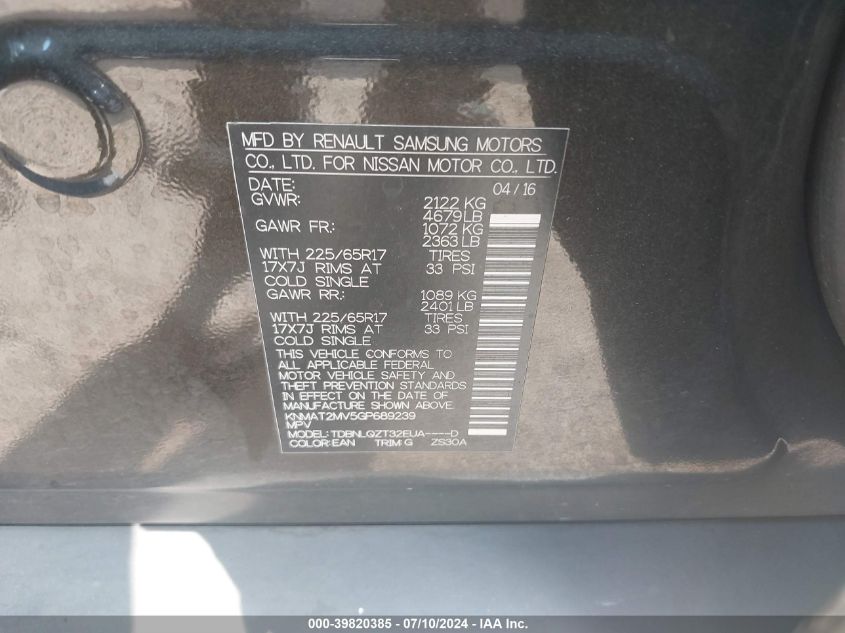 MFD BY RENAULT SAMSUNG MOTORS
CO., LTD. FOR NISSAN MOTOR CO., LTD.
DATE: 04/16
GVWR: 2122 KG
4679 LB
GAWR FR.: 1072 KG
2363 LB
WITH 225/65R17 TIRES
17X7J RIMS AT 33 PSI
COLD SINGLE
GAWR RR.: 1089 KG
2401 LB
WITH 225/65R17 TIRES
17X7J RIMS AT 33 PSI
COLD SINGLE
THIS VEHICLE CONFORMS TO
ALL APPLICABLE FEDERAL
MOTOR VEHICLE SAFETY AND
THEFT PREVENTION STANDARDS
IN EFFECT ON THE DATE OF
MANUFACTURE SHOWN ABOVE.
KNMAT2MV5GP689239
MPV
MODEL: TDBNLQZT32EUA----D
COLOR: EAN TRIM: G ZS30A
000-39820385 - 07/10/2024 - IAA Inc.